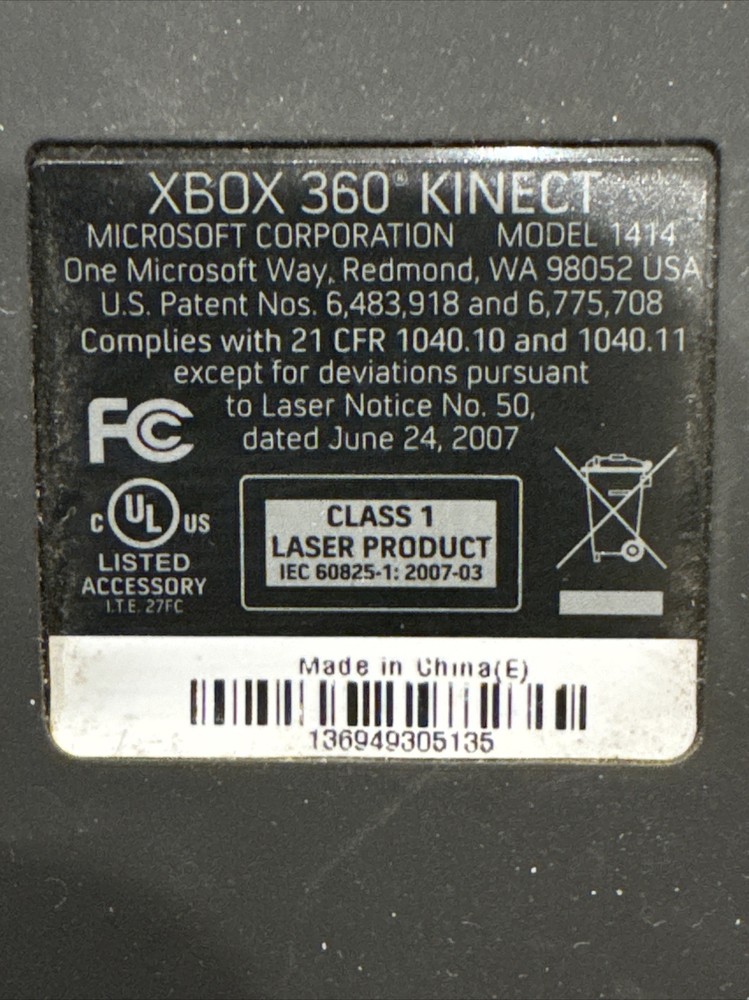 XBOX 360® KINECT
MICROSOFT CORPORATION MODEL 1414
One Microsoft Way, Redmond, WA 98052 USA
U.S. Patent Nos. 6,483,918 and 6,775,708
Complies with 21 CFR 1040.10 and 1040.11
except for deviations pursuant
to Laser Notice No. 50,
dated June 24, 2007
FC
C UL US
LISTED
ACCESSORY
I.T.E. 27FC
CLASS 1
LASER PRODUCT
IEC 60825-1: 2007-03
Made in China(E)
136949305135